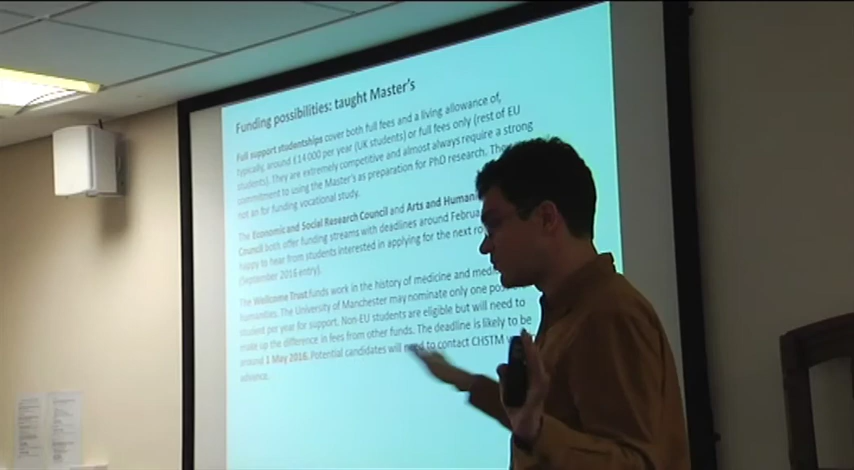 Funding possibilities: taught Master's
Full support studentships cover both full fees and a living allowance of,
typically, around £14 000 per year (UK students) or full fees only (rest of EU
students). They are extremely competitive and almost always require a strong
commitment to using the Master's as preparation for PhD research.
not an for funding vocational study.
The Economic and Social Research Council and Arts and
Council both offer funding streams with deadlines around
happy to hear from students interested in applying for the next
(September 2016 entry).
The Wellcome Trust funds work in the history of medicine and
humanities. The University of Manchester may nominate only one
student per year for support. Non-EU students are eligible but will need to
make up the difference in fees from other funds. The deadline is likely to be
around 1 May 2016. Potential candidates will need to contact CHSTM
advance.